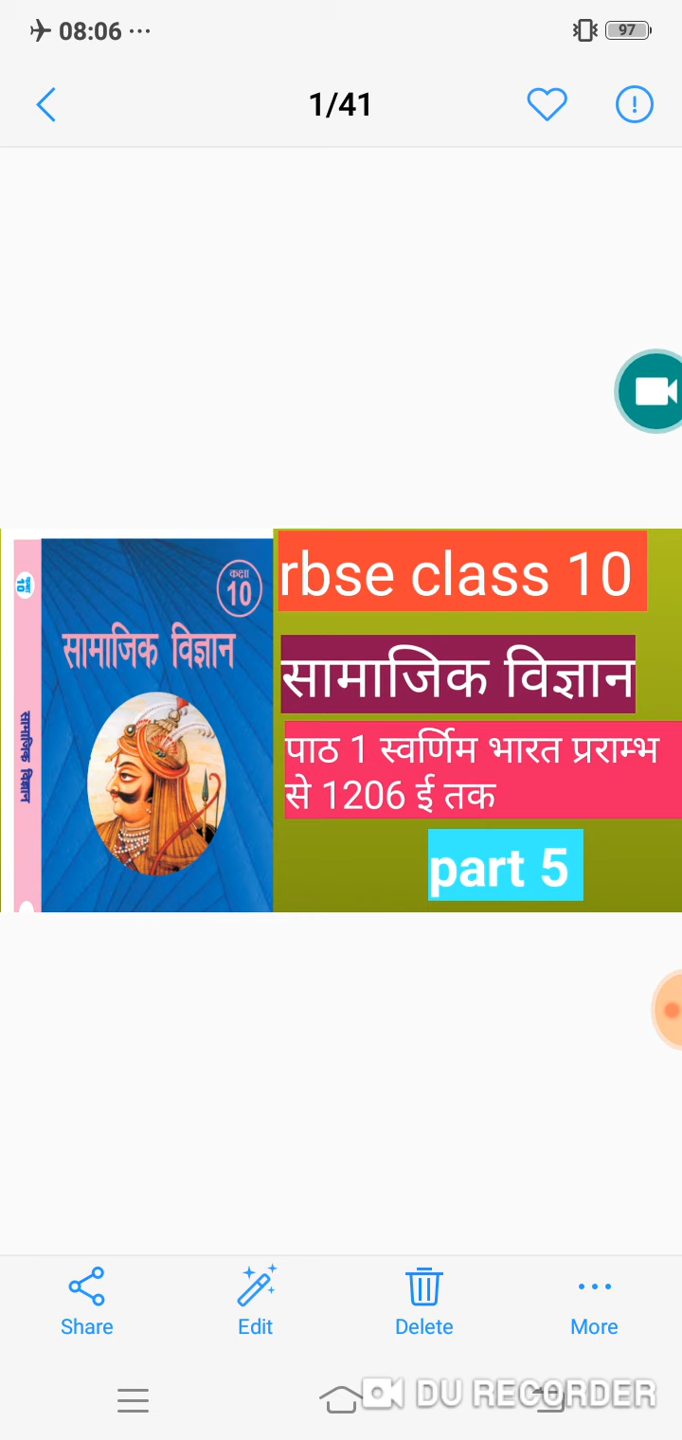 08:06 ...
97
1/41
कक्षा
10
सामाजिक विज्ञान
10
सामाजिक विज्ञान
rbse class 10
सामाजिक विज्ञान
पाठ 1 स्वर्णिम भारत प्रराम्भ
से 1206 ई तक
part 5
Share
Edit
Delete
More
DU RECORDER